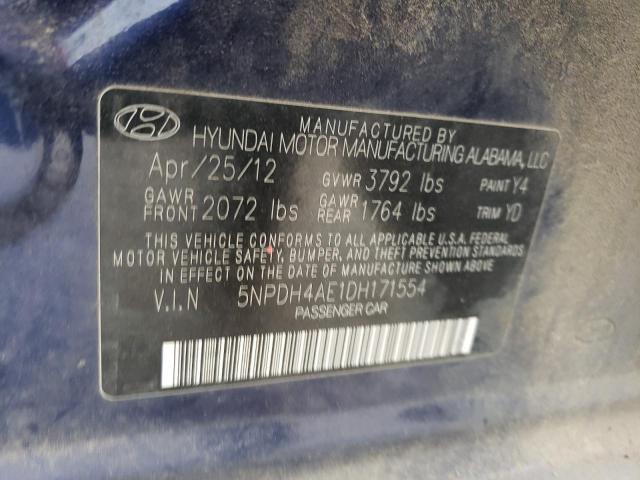 MANUFACTURED BY
HYUNDAI MOTOR MANUFACTURING ALABAMA, LLC
Apr/25/12 GVWR 3792 lbs PAINT Y4
GAWR FRONT 2072 lbs GAWR REAR 1764 lbs TRIM YD
THIS VEHICLE CONFORMS TO ALL APPLICABLE U.S.A. FEDERAL
MOTOR VEHICLE SAFETY, BUMPER, AND THEFT PREVENTION STANDARDS
IN EFFECT ON THE DATE OF MANUFACTURE SHOWN ABOVE.
V.I.N 5NPDH4AE1DH171554
PASSENGER CAR